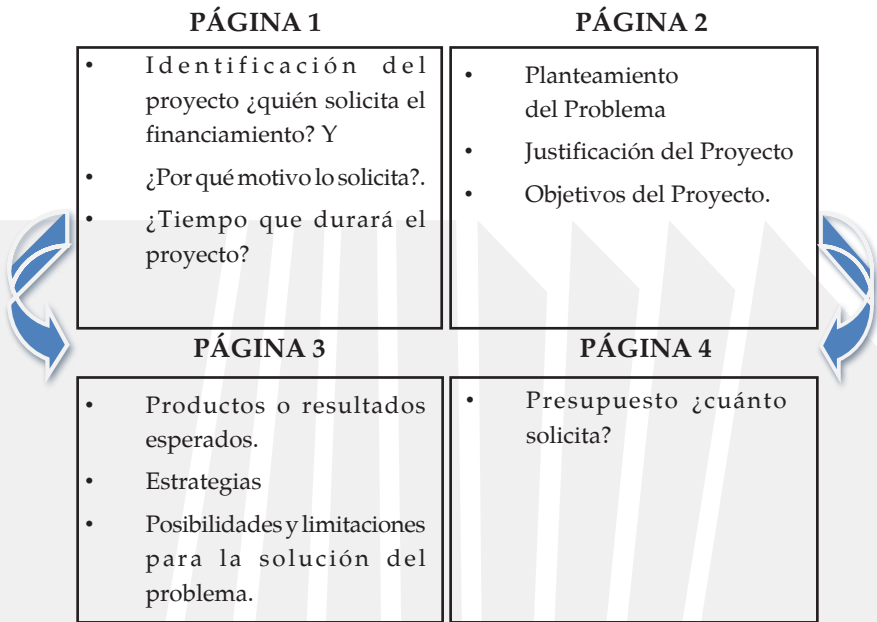 PÁGINA 1
• Identificación del
proyecto ¿quién solicita el
financiamiento? Y
• ¿Por qué motivo lo solicita?.
• ¿Tiempo que durará el
proyecto?
PÁGINA 2
• Planteamiento
del Problema
• Justificación del Proyecto
• Objetivos del Proyecto.
PÁGINA 3
• Productos o resultados
esperados.
• Estrategias
• Posibilidades y limitaciones
para la solución del
problema.
PÁGINA 4
• Presupuesto ¿cuánto
solicita?